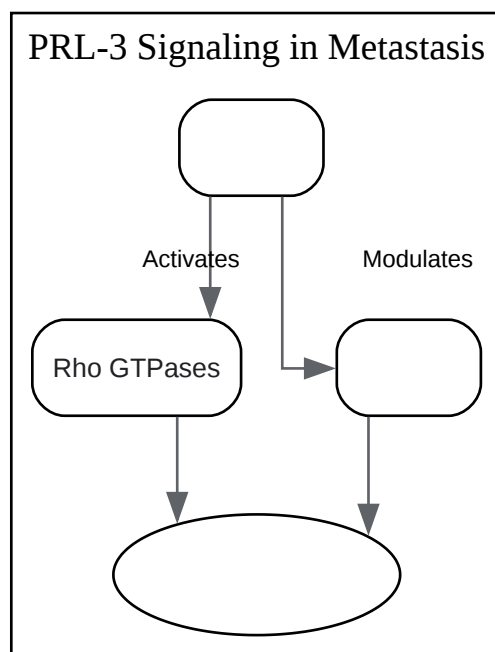 PRL-3 Signaling in Metastasis
Activates
Modulates
Rho GTPases